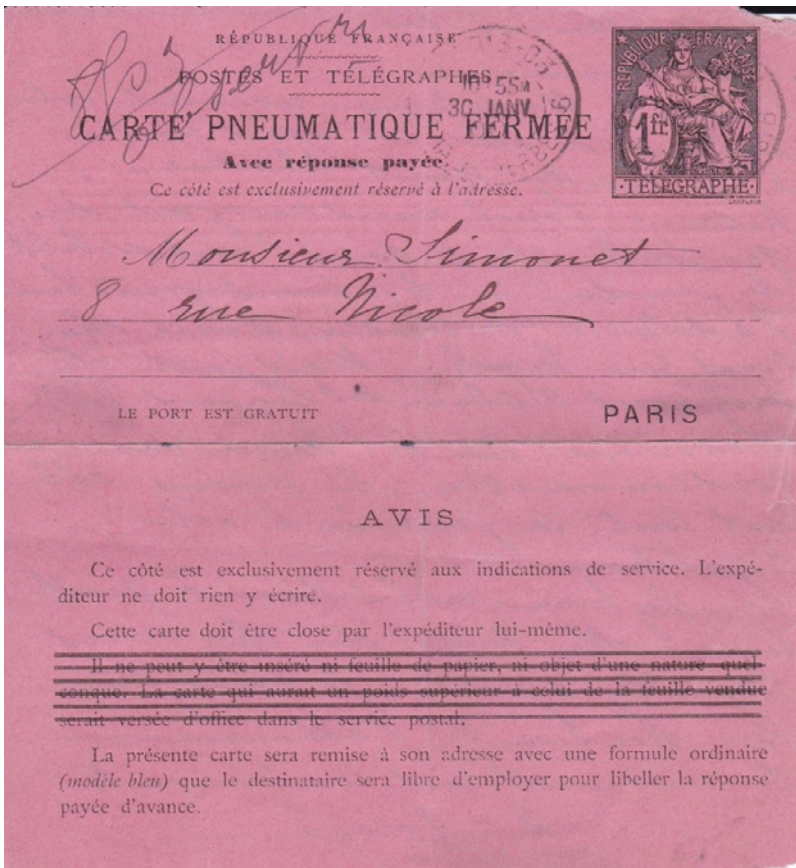 RÉPUBLIQUE FRANÇAISE
POSTES ET TÉLÉGRAPHES
CARTE PNEUMATIQUE FERMÉE
Avec réponse payée.
Ce côté est exclusivement réservé à l'adresse.
10 55M
30 JANV
REPUBLIQUE FRANÇAISE
1 fr.
·TÉLÉGRAPHE·
CHAPLAIN
Monsieur Simonet
8 rue Nicole
LE PORT EST GRATUIT
PARIS
AVIS
Ce côté est exclusivement réservé aux indications de service. L'expé-
diteur ne doit rien y écrire.
Cette carte doit être close par l'expéditeur lui-même.
Il ne peut y être inséré ni feuille de papier, ni objet d'une nature quel-
conque. La carte qui aurait un poids supérieur à celui de la feuille vendue
serait versée d'office dans le service postal.
La présente carte sera remise à son adresse avec une formule ordinaire
(modèle bleu) que le destinataire sera libre d'employer pour libeller la réponse
payée d'avance.